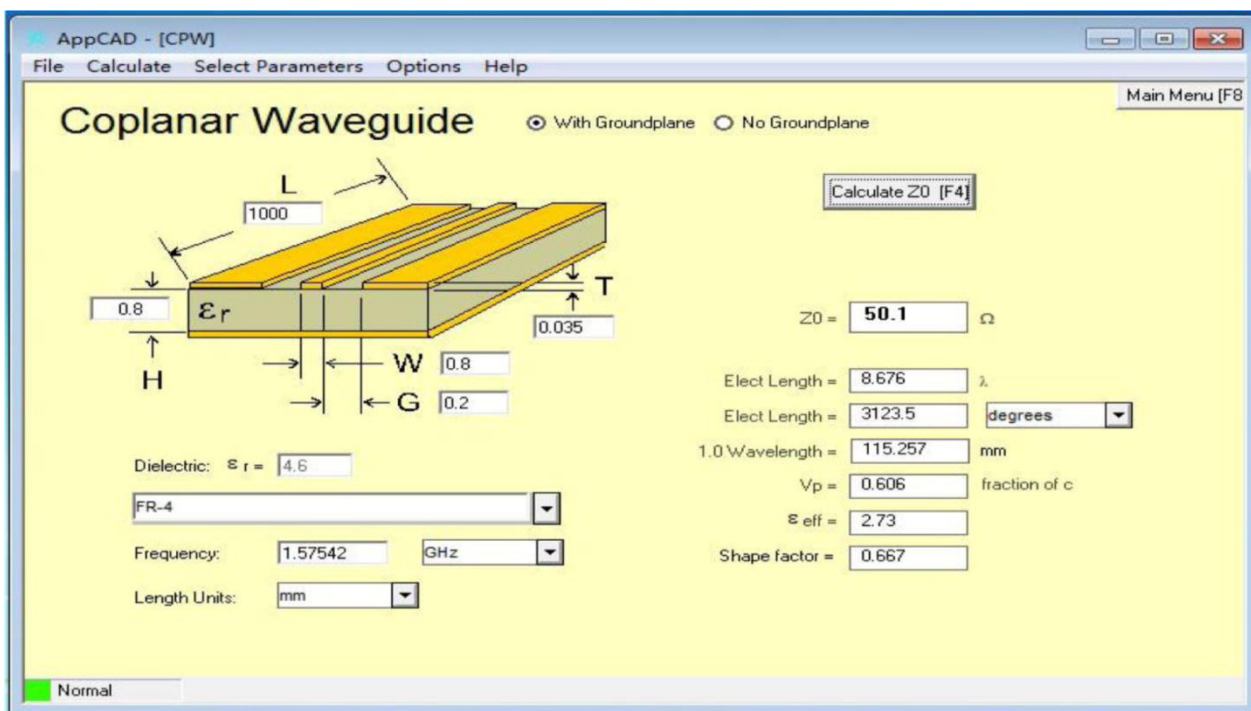 AppCAD - [CPW]
File Calculate Select Parameters Options Help
Main Menu [F8
Coplanar Waveguide
With Groundplane No Groundplane
Calculate Z0 [F4]
L
1000
0.8
H
εr
T
0.035
W 0.8
G 0.2
Dielectric: ε r = 4.6
FR-4
Frequency: 1.57542 GHz
Length Units: mm
Z0 = 50.1 Ω
Elect Length = 8.676 λ
Elect Length = 3123.5 degrees
1.0 Wavelength = 115.257 mm
Vp = 0.606 fraction of c
ε eff = 2.73
Shape factor = 0.667
Normal